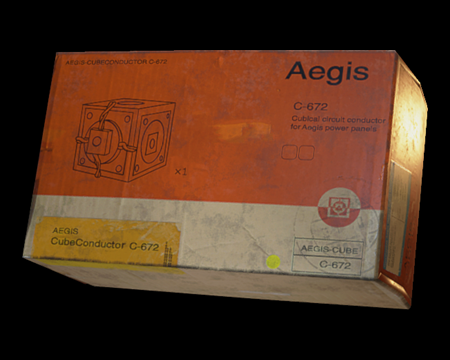 AEGIS-CUBECONDUCTOR C-672
Aegis
C-672
Cubical circuit conductor
for Aegis power panels
x1
AEGIS
CubeConductor C-672
AEGIS-CUBE
C-672